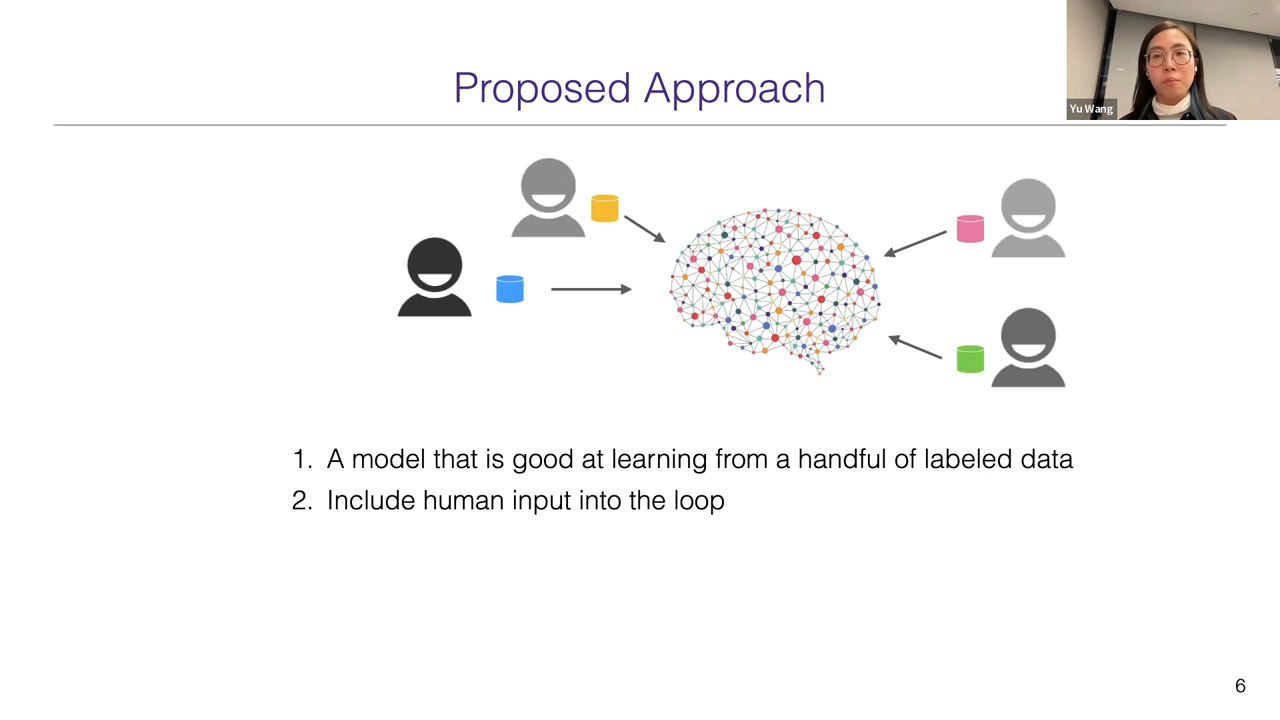 Proposed Approach
Yu Wang
1. A model that is good at learning from a handful of labeled data
2. Include human input into the loop
6